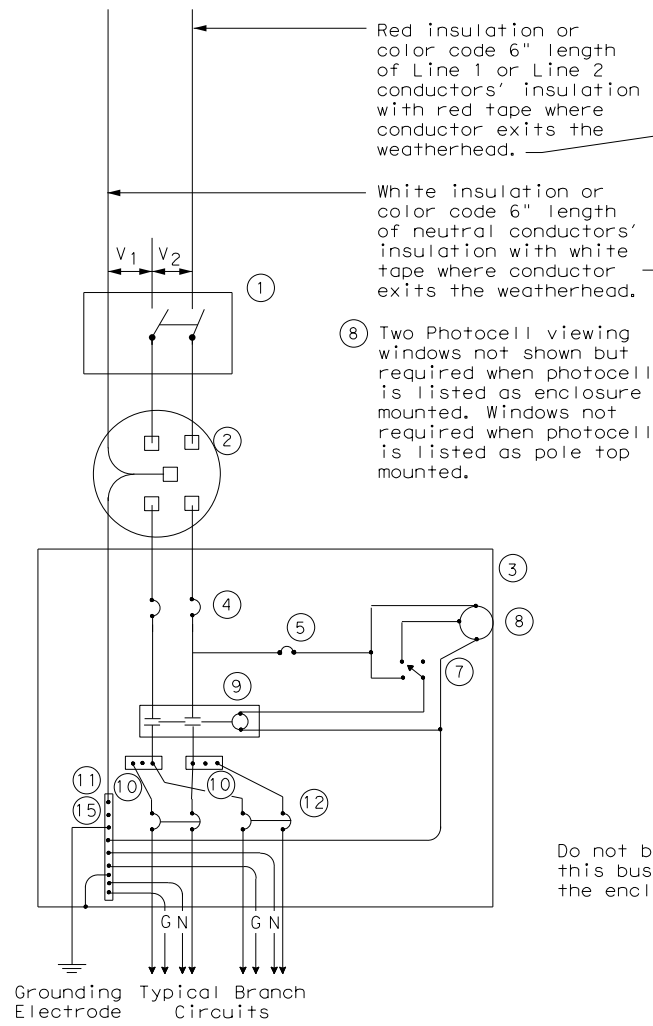 Red insulation or
color code 6" length
of Line 1 or Line 2
conductors' insulation
with red tape where
conductor exits the
weatherhead.
White insulation or
color code 6" length
of neutral conductors'
insulation with white
tape where conductor
exits the weatherhead.
V1 V2
1
8 Two Photocell viewing
windows not shown but
required when photocell
is listed as enclosure
mounted. Windows not
required when photocell
is listed as pole top
mounted.
2
3
4
5
8
7
9
11 10 10
15 12
Do not b
this bus
the encl
G N G N
Grounding
Electrode
Typical Branch
Circuits